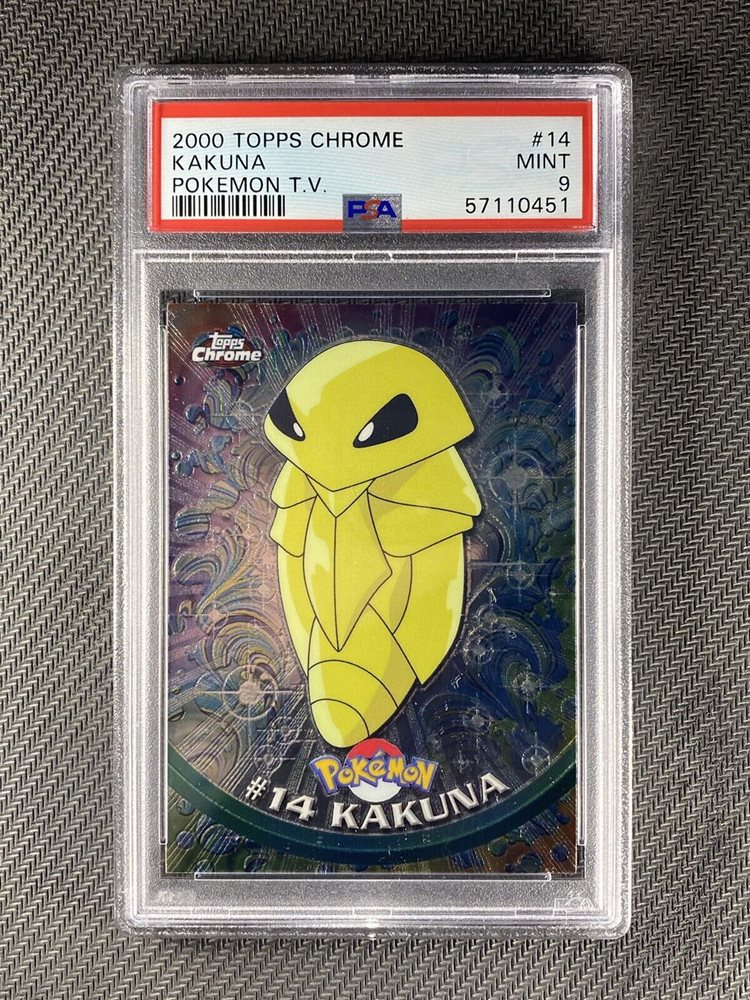 2000 TOPPS CHROME #14
KAKUNA MINT
POKEMON T.V. 9
PSA 57110451
Topps
Chrome
POKéMON
#14 KAKUNA